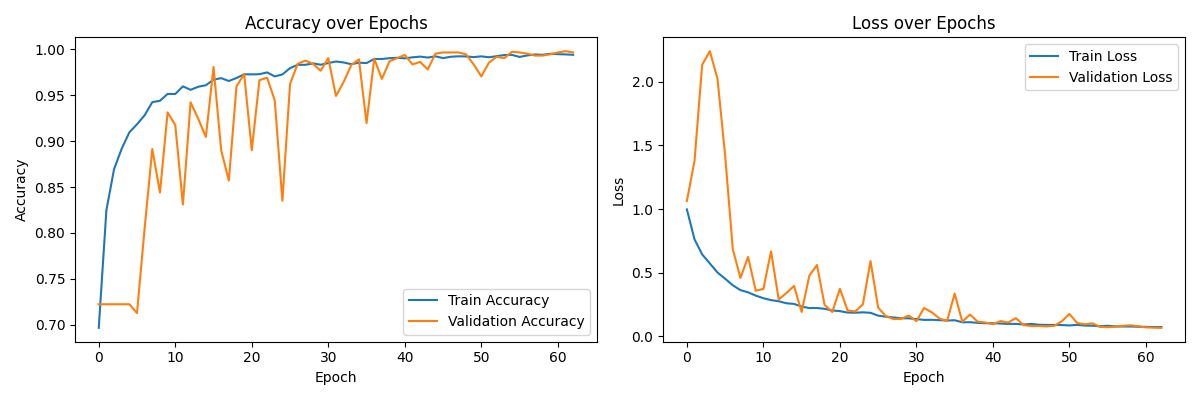 Accuracy over Epochs
1.00
0.95
0.90
0.85
0.80
0.75
0.70
Accuracy
0 10 20 30 40 50 60
Epoch
Train Accuracy
Validation Accuracy
Loss over Epochs
2.0
1.5
1.0
0.5
0.0
Loss
0 10 20 30 40 50 60
Epoch
Train Loss
Validation Loss